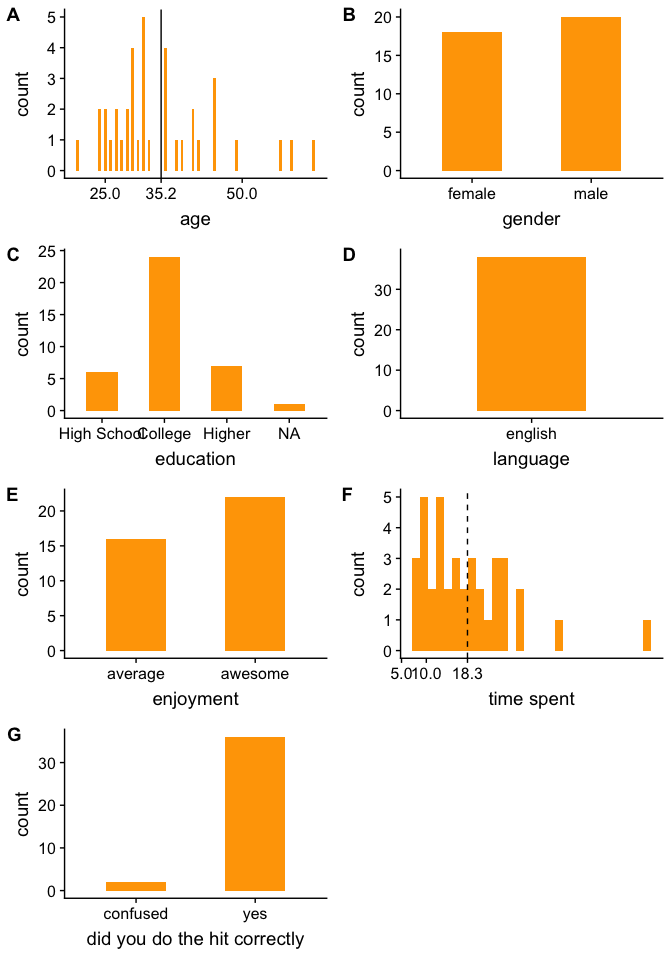 A
count
5
4
3
2
1
0
25.0 35.2 50.0
age
B
count
20
15
10
5
0
female male
gender
C
count
25
20
15
10
5
0
High School College Higher NA
education
D
count
30
20
10
0
english
language
E
count
20
15
10
5
0
average awesome
enjoyment
F
count
5
4
3
2
1
0
5.0 10.0 18.3
time spent
G
count
30
20
10
0
confused yes
did you do the hit correctly